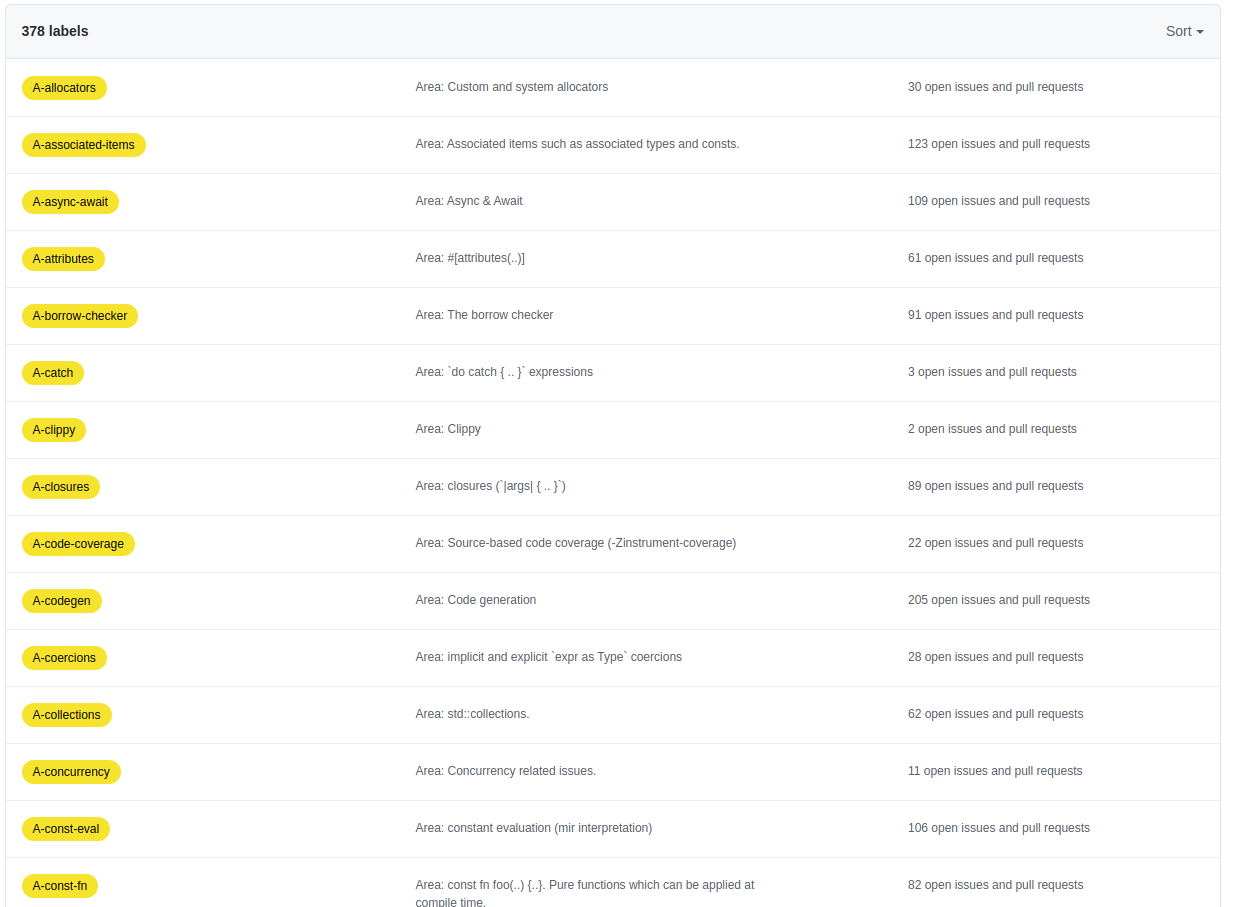 378 labels Sort
A-allocators Area: Custom and system allocators 30 open issues and pull requests
A-associated-items Area: Associated items such as associated types and consts. 123 open issues and pull requests
A-async-await Area: Async & Await 109 open issues and pull requests
A-attributes Area: #[attributes(..)] 61 open issues and pull requests
A-borrow-checker Area: The borrow checker 91 open issues and pull requests
A-catch Area: `do catch { .. }` expressions 3 open issues and pull requests
A-clippy Area: Clippy 2 open issues and pull requests
A-closures Area: closures (`|args| { .. }`) 89 open issues and pull requests
A-code-coverage Area: Source-based code coverage (-Zinstrument-coverage) 22 open issues and pull requests
A-codegen Area: Code generation 205 open issues and pull requests
A-coercions Area: implicit and explicit `expr as Type` coercions 28 open issues and pull requests
A-collections Area: std::collections. 62 open issues and pull requests
A-concurrency Area: Concurrency related issues. 11 open issues and pull requests
A-const-eval Area: constant evaluation (mir interpretation) 106 open issues and pull requests
A-const-fn Area: const fn foo(..) {..}. Pure functions which can be applied at 82 open issues and pull requests
compile time.